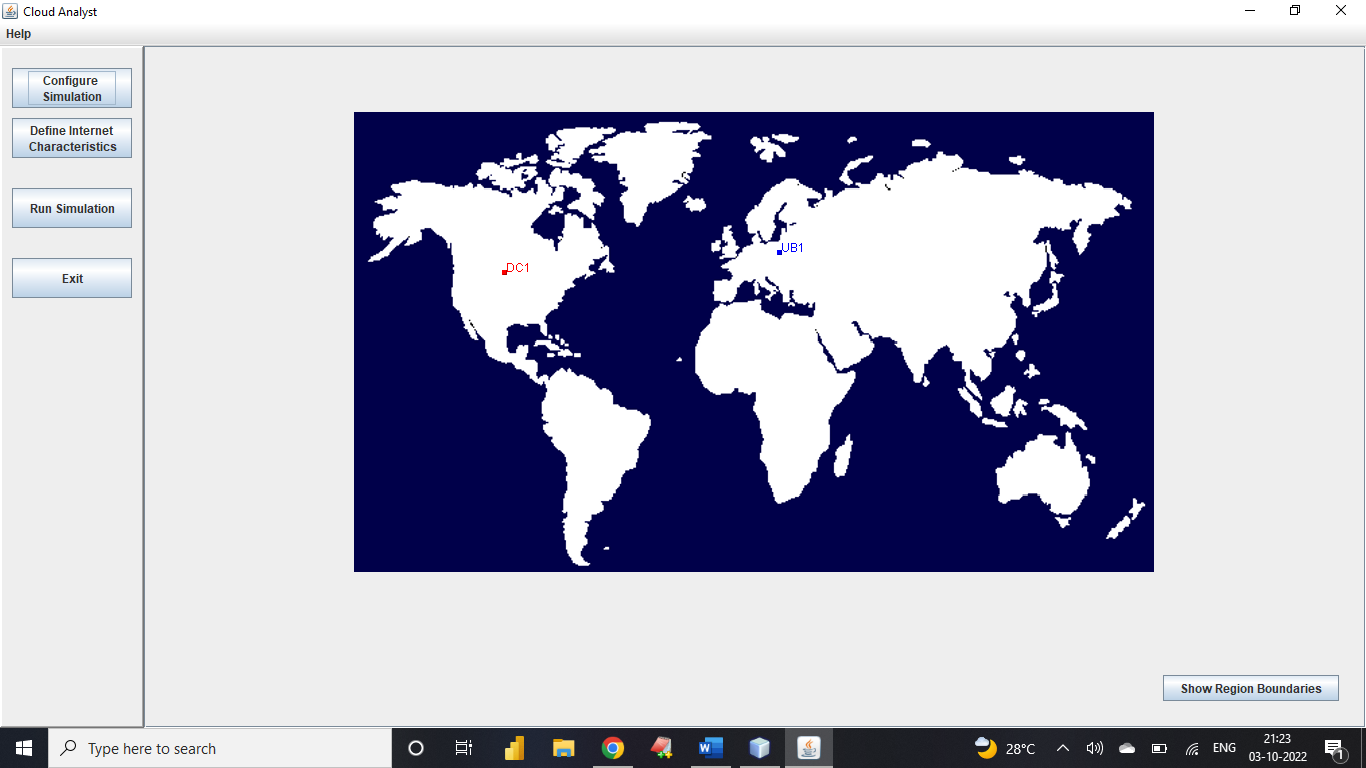 Cloud Analyst
Help
Configure
Simulation
Define Internet
Characteristics
Run Simulation
Exit
UB1
DC1
Show Region Boundaries
Type here to search
28°C
ENG
21:23
03-10-2022
1